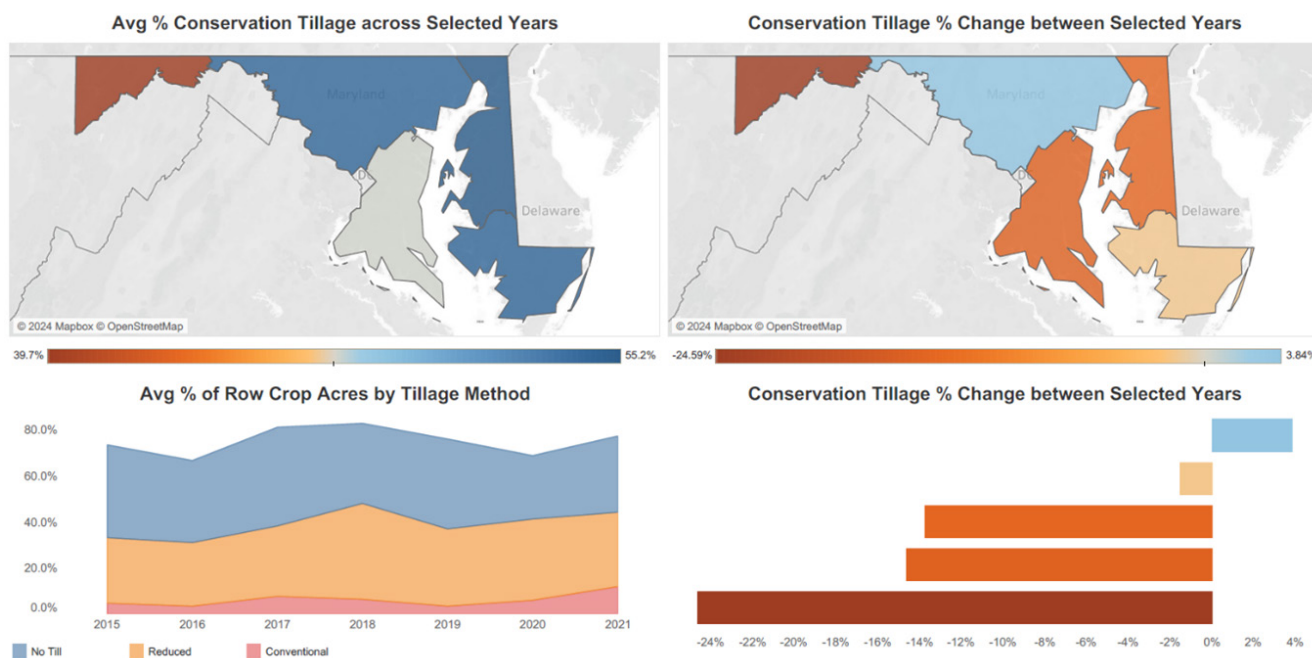 Avg % Conservation Tillage across Selected Years
Conservation Tillage % Change between Selected Years
Maryland
Delaware
© 2024 Mapbox © OpenStreetMap
Maryland
Delaware
© 2024 Mapbox © OpenStreetMap
39.7%
55.2%
-24.59%
3.84%
Avg % of Row Crop Acres by Tillage Method
80.0%
60.0%
40.0%
20.0%
0.0%
2015 2016 2017 2018 2019 2020 2021
No Till Reduced Conventional
Conservation Tillage % Change between Selected Years
-24% -22% -20% -18% -16% -14% -12% -10% -8% -6% -4% -2% 0% 2% 4%